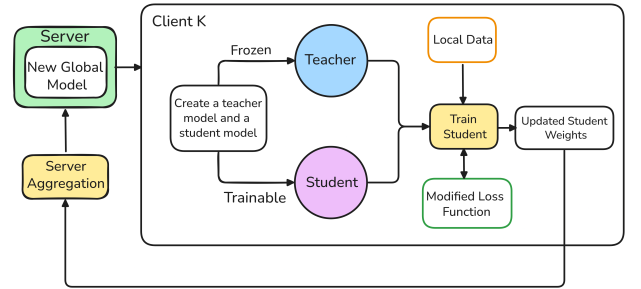 Server
New Global
Model
Server
Aggregation
Client K
Frozen
Create a teacher
model and a
student model
Trainable
Teacher
Student
Local Data
Train
Student
Updated Student
Weights
Modified Loss
Function